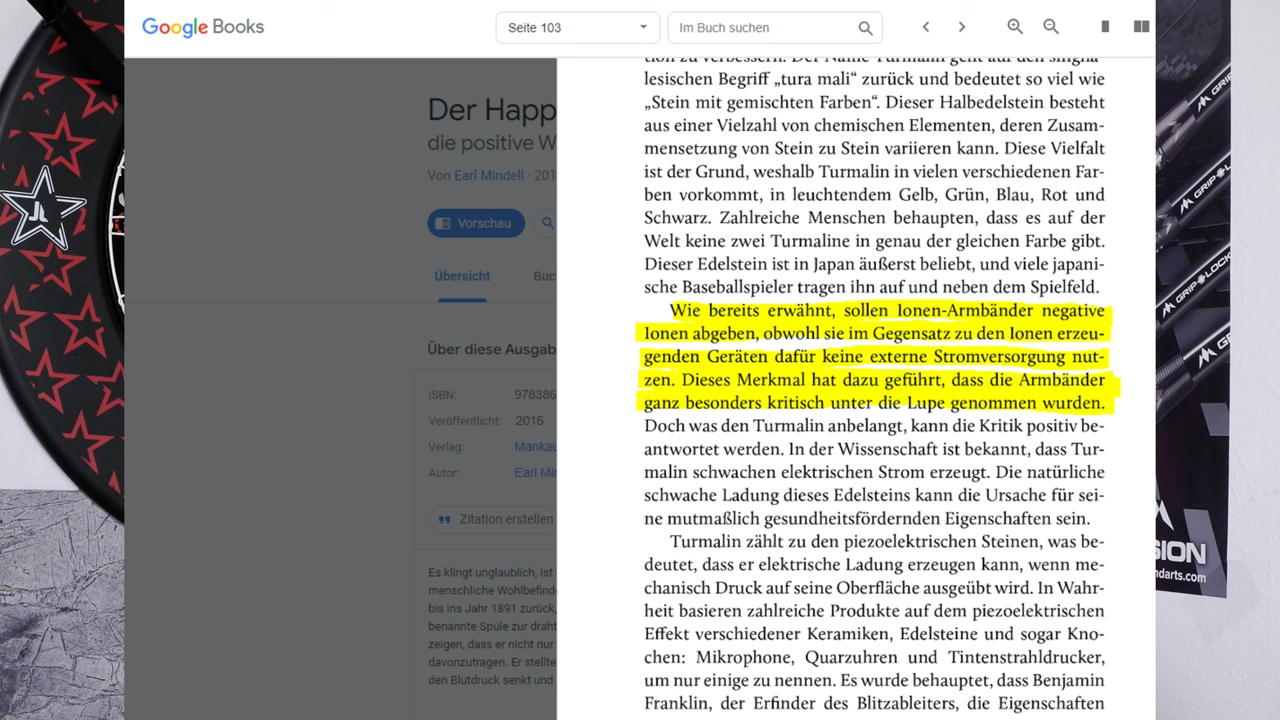 Google Books
Seite 103
Im Buch suchen
Der Happ
die positive W
Von Earl Mindell · 201
Vorschau
Übersicht
Buc
Über diese Ausgab
ISBN: 978386
Veröffentlicht: 2016
Verlag: Mankau
Autor: Earl Mi
Zitation erstellen
Es klingt unglaublich, ist
menschliche Wohlbefinde
bis ins Jahr 1891 zurück,
benannte Spule zur draht
zeigen, dass er nicht nur
davonzutragen. Er stellte
den Blutdruck senkt und
lesischen Begriff „tura mali“ zurück und bedeutet so viel wie
„Stein mit gemischten Farben“. Dieser Halbedelstein besteht
aus einer Vielzahl von chemischen Elementen, deren Zusam-
mensetzung von Stein zu Stein variieren kann. Diese Vielfalt
ist der Grund, weshalb Turmalin in vielen verschiedenen Far-
ben vorkommt, in leuchtendem Gelb, Grün, Blau, Rot und
Schwarz. Zahlreiche Menschen behaupten, dass es auf der
Welt keine zwei Turmaline in genau der gleichen Farbe gibt.
Dieser Edelstein ist in Japan äußerst beliebt, und viele japani-
sche Baseballspieler tragen ihn auf und neben dem Spielfeld.
Wie bereits erwähnt, sollen Ionen-Armbänder negative
Ionen abgeben, obwohl sie im Gegensatz zu den Ionen erzeu-
genden Geräten dafür keine externe Stromversorgung nut-
zen. Dieses Merkmal hat dazu geführt, dass die Armbänder
ganz besonders kritisch unter die Lupe genommen wurden.
Doch was den Turmalin anbelangt, kann die Kritik positiv be-
antwortet werden. In der Wissenschaft ist bekannt, dass Tur-
malin schwachen elektrischen Strom erzeugt. Die natürliche
schwache Ladung dieses Edelsteins kann die Ursache für sei-
ne mutmaßlich gesundheitsfördernden Eigenschaften sein.
Turmalin zählt zu den piezoelektrischen Steinen, was be-
deutet, dass er elektrische Ladung erzeugen kann, wenn me-
chanisch Druck auf seine Oberfläche ausgeübt wird. In Wahr-
heit basieren zahlreiche Produkte auf dem piezoelektrischen
Effekt verschiedener Keramiken, Edelsteine und sogar Kno-
chen: Mikrophone, Quarzuhren und Tintenstrahldrucker,
um nur einige zu nennen. Es wurde behauptet, dass Benjamin
Franklin, der Erfinder des Blitzableiters, die Eigenschaften
GRIP
GRIP-LOCK
GRIP-LOCK
GRI
SION
ndarts.com